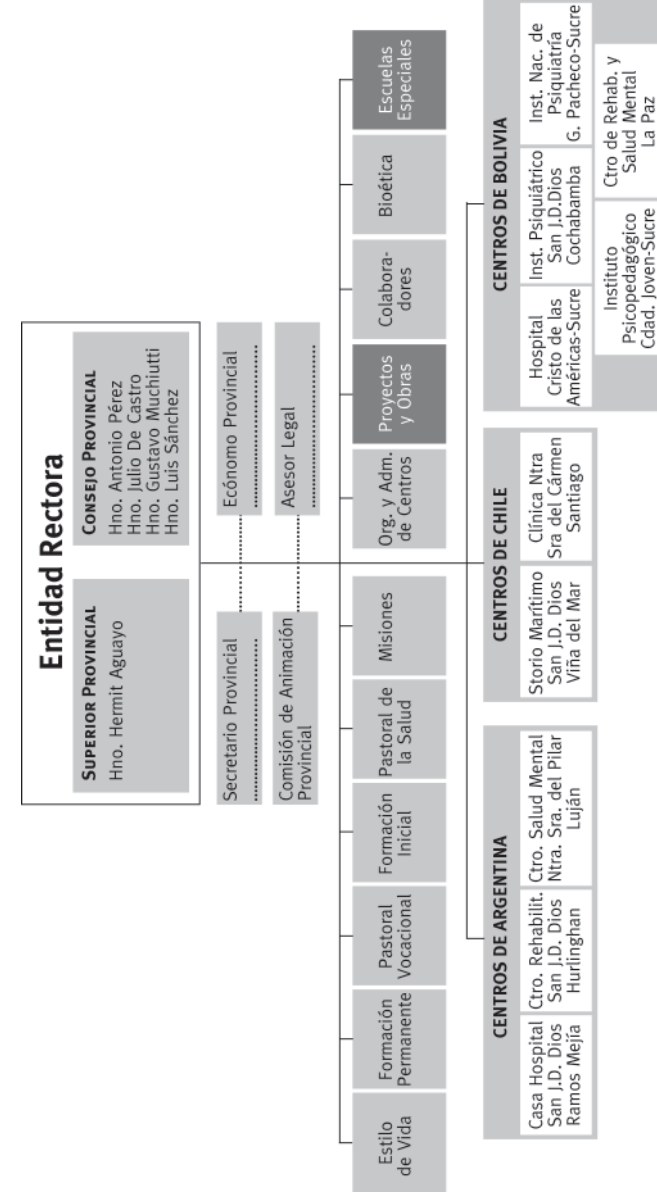 Entidad Rectora
SUPERIOR PROVINCIAL
Hno. Hermit Aguayo
CONSEJO PROVINCIAL
Hno. Antonio Pérez
Hno. Julio De Castro
Hno. Gustavo Muchiutti
Hno. Luis Sánchez
Secretario Provincial
Ecónomo Provincial
Comisión de Animación
Provincial
Asesor Legal
Estilo
de Vida
Formación
Permanente
Pastoral
Vocacional
Formación
Inicial
Pastoral de
la Salud
Misiones
Org. y Adm.
de Centros
Proyectos
y Obras
Colabora-
dores
Bioética
Escuelas
Especiales
CENTROS DE ARGENTINA
Casa Hospital
San J.D. Dios
Ramos Mejía
Ctro. Rehabilit.
San J.D. Dios
Hurlinghan
Ctro. Salud Mental
Ntra. Sra. del Pilar
Luján
CENTROS DE CHILE
Storio Marítimo
San J.D. Dios
Viña del Mar
Clínica Ntra
Sra del Cármen
Santiago
CENTROS DE BOLIVIA
Hospital
Cristo de las
Américas-Sucre
Inst. Psiquiátrico
San J.D.Dios
Cochabamba
Inst. Nac. de
Psiquiatría
G. Pacheco-Sucre
Instituto
Psicopedagógico
Cdad. Joven-Sucre
Ctro de Rehab. y
Salud Mental
La Paz